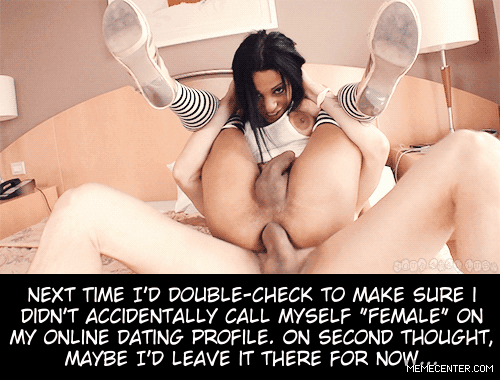 NEXT TIME I'D DOUBLE-CHECK TO MAKE SURE I
DIDN'T ACCIDENTALLY CALL MYSELF "FEMALE" ON
MY ONLINE DATING PROFILE. ON SECOND THOUGHT,
MAYBE I'D LEAVE IT THERE FOR NOW...
MEMECENTER.COM